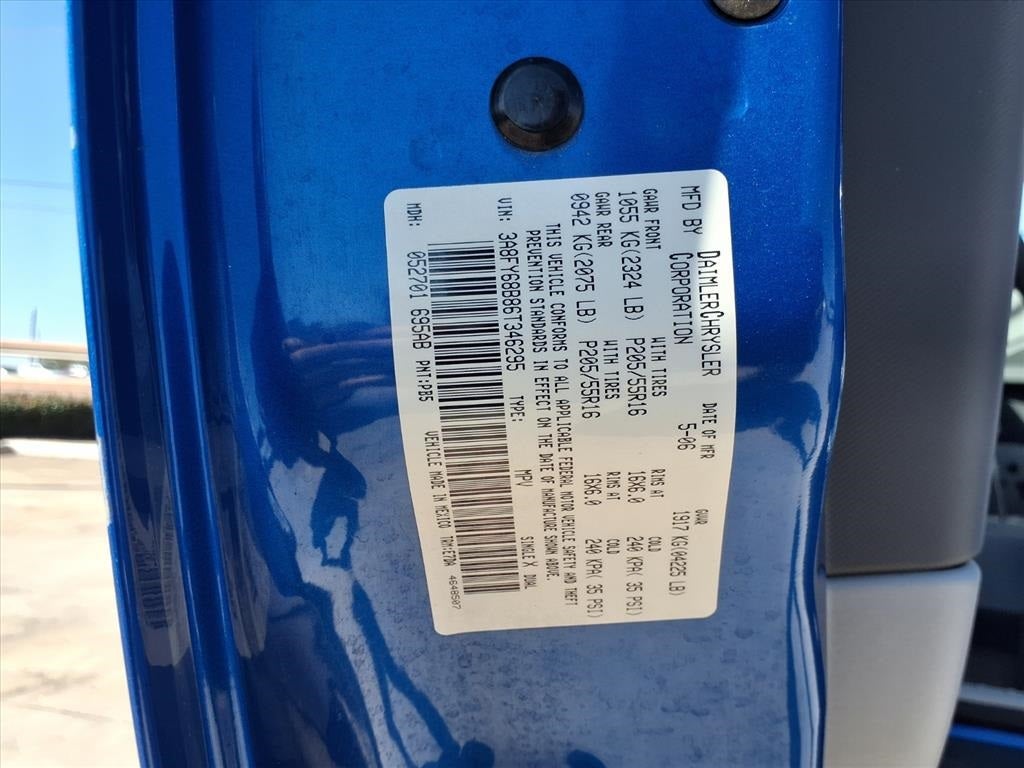 MFD BY DAIMLERCHRYSLER CORPORATION DATE OF MFR 5-06 GVWR 1917 KG(04225 LB)
GAWR FRONT WITH TIRES RIMS AT COLD
1055 KG(2324 LB) P205/55R16 16X6.0 240 KPA( 35 PSI)
GAWR REAR WITH TIRES RIMS AT COLD
0942 KG(2075 LB) P205/55R16 16X6.0 240 KPA( 35 PSI)
THIS VEHICLE CONFORMS TO ALL APPLICABLE FEDERAL MOTOR VEHICLE SAFETY AND THEFT
PREVENTION STANDARDS IN EFFECT ON THE DATE OF MANUFACTURE SHOWN ABOVE.
VIN: 3A8FY68B86T346295 TYPE: MPV SINGLE X DUAL
MDH: 052701 695AB PNT:PB5 VEHICLE MADE IN MEXICO TRM:E7DA 4648507